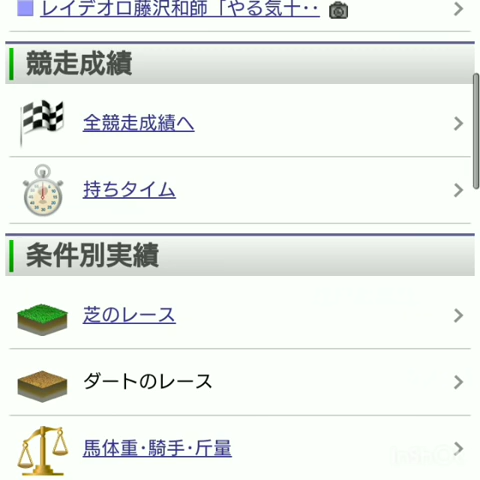 レイデオロ藤沢和師「やる気十‥
競走成績
全競走成績へ
持ちタイム
条件別実績
芝のレース
ダートのレース
馬体重･騎手･斤量